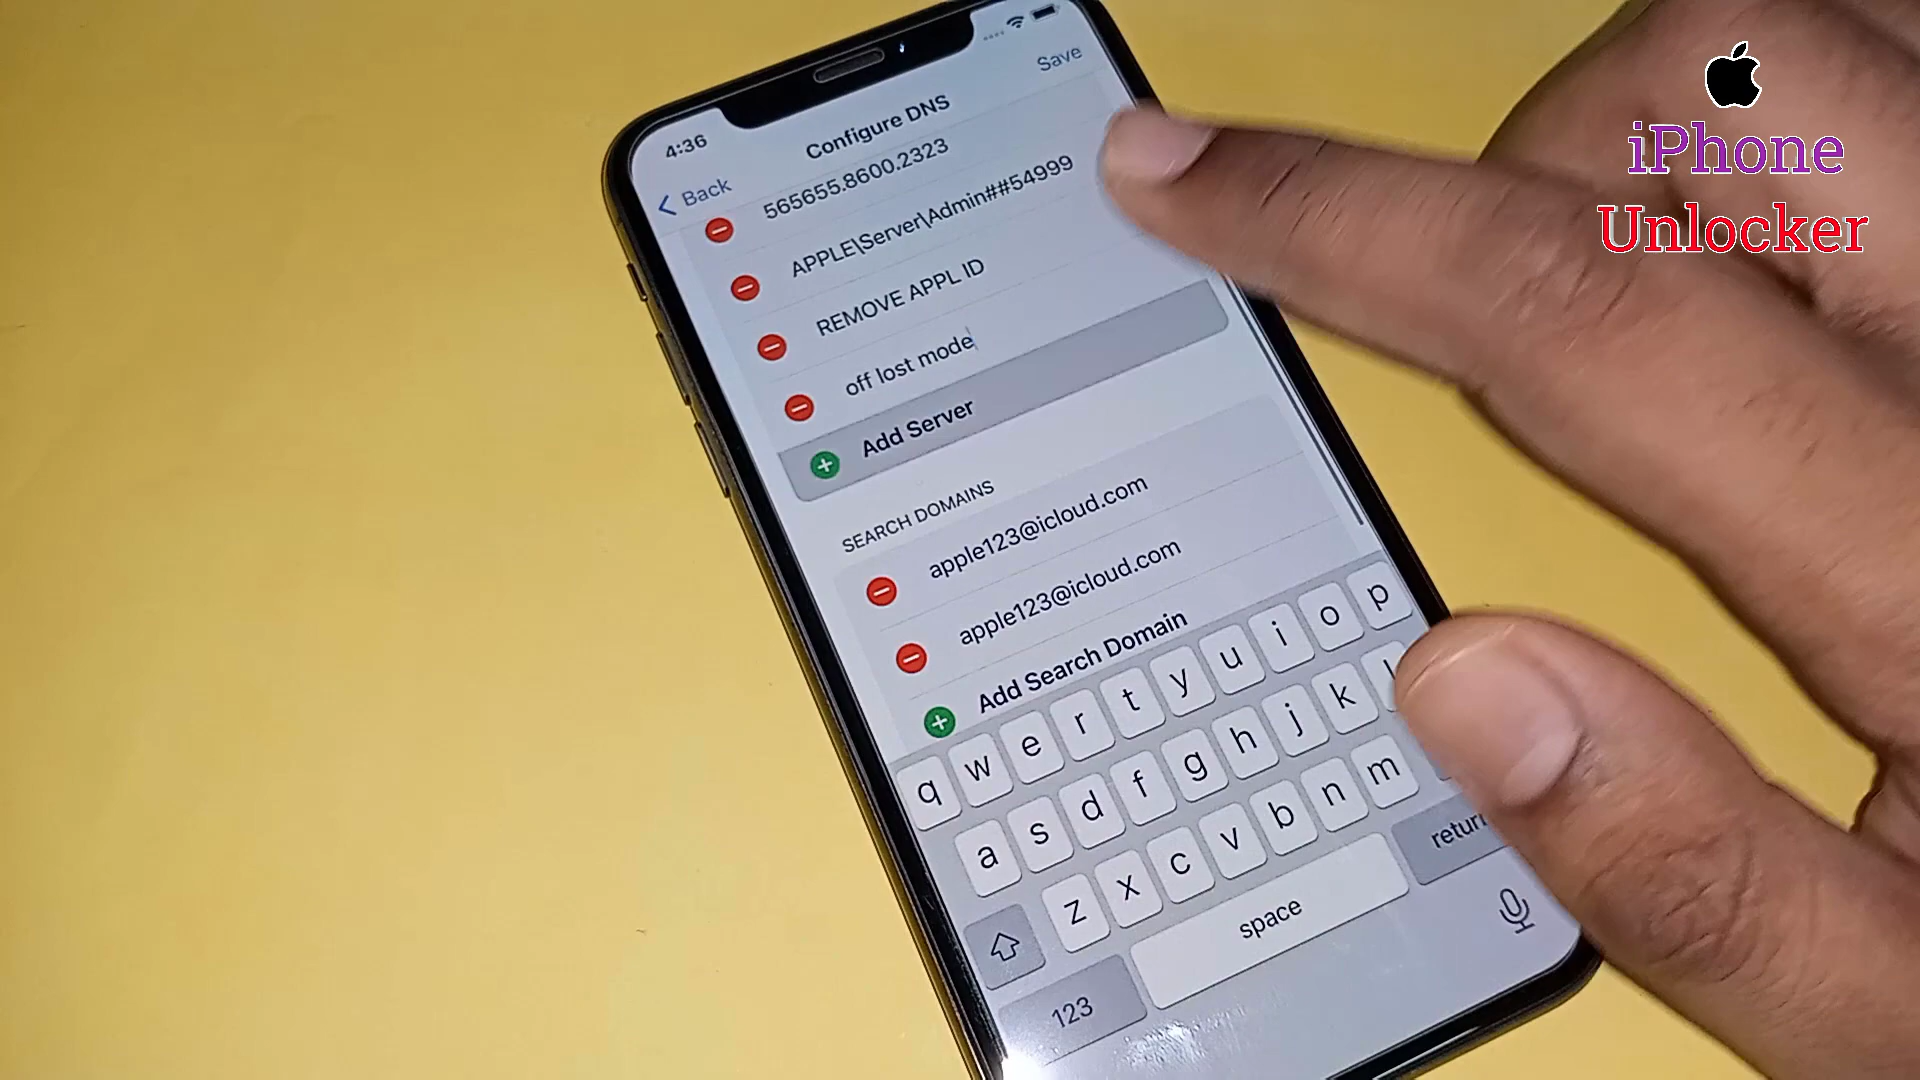 4:36
Save
Configure DNS
Back
565655.8600.2323
APPLE\Server\Admin##54999
REMOVE APPL ID
off lost mode
Add Server
SEARCH DOMAINS
apple123@icloud.com
apple123@icloud.com
Add Search Domain
q w e r t y u i o p
a s d f g h j k l
z x c v b n m
123
space
return
iPhone
Unlocker